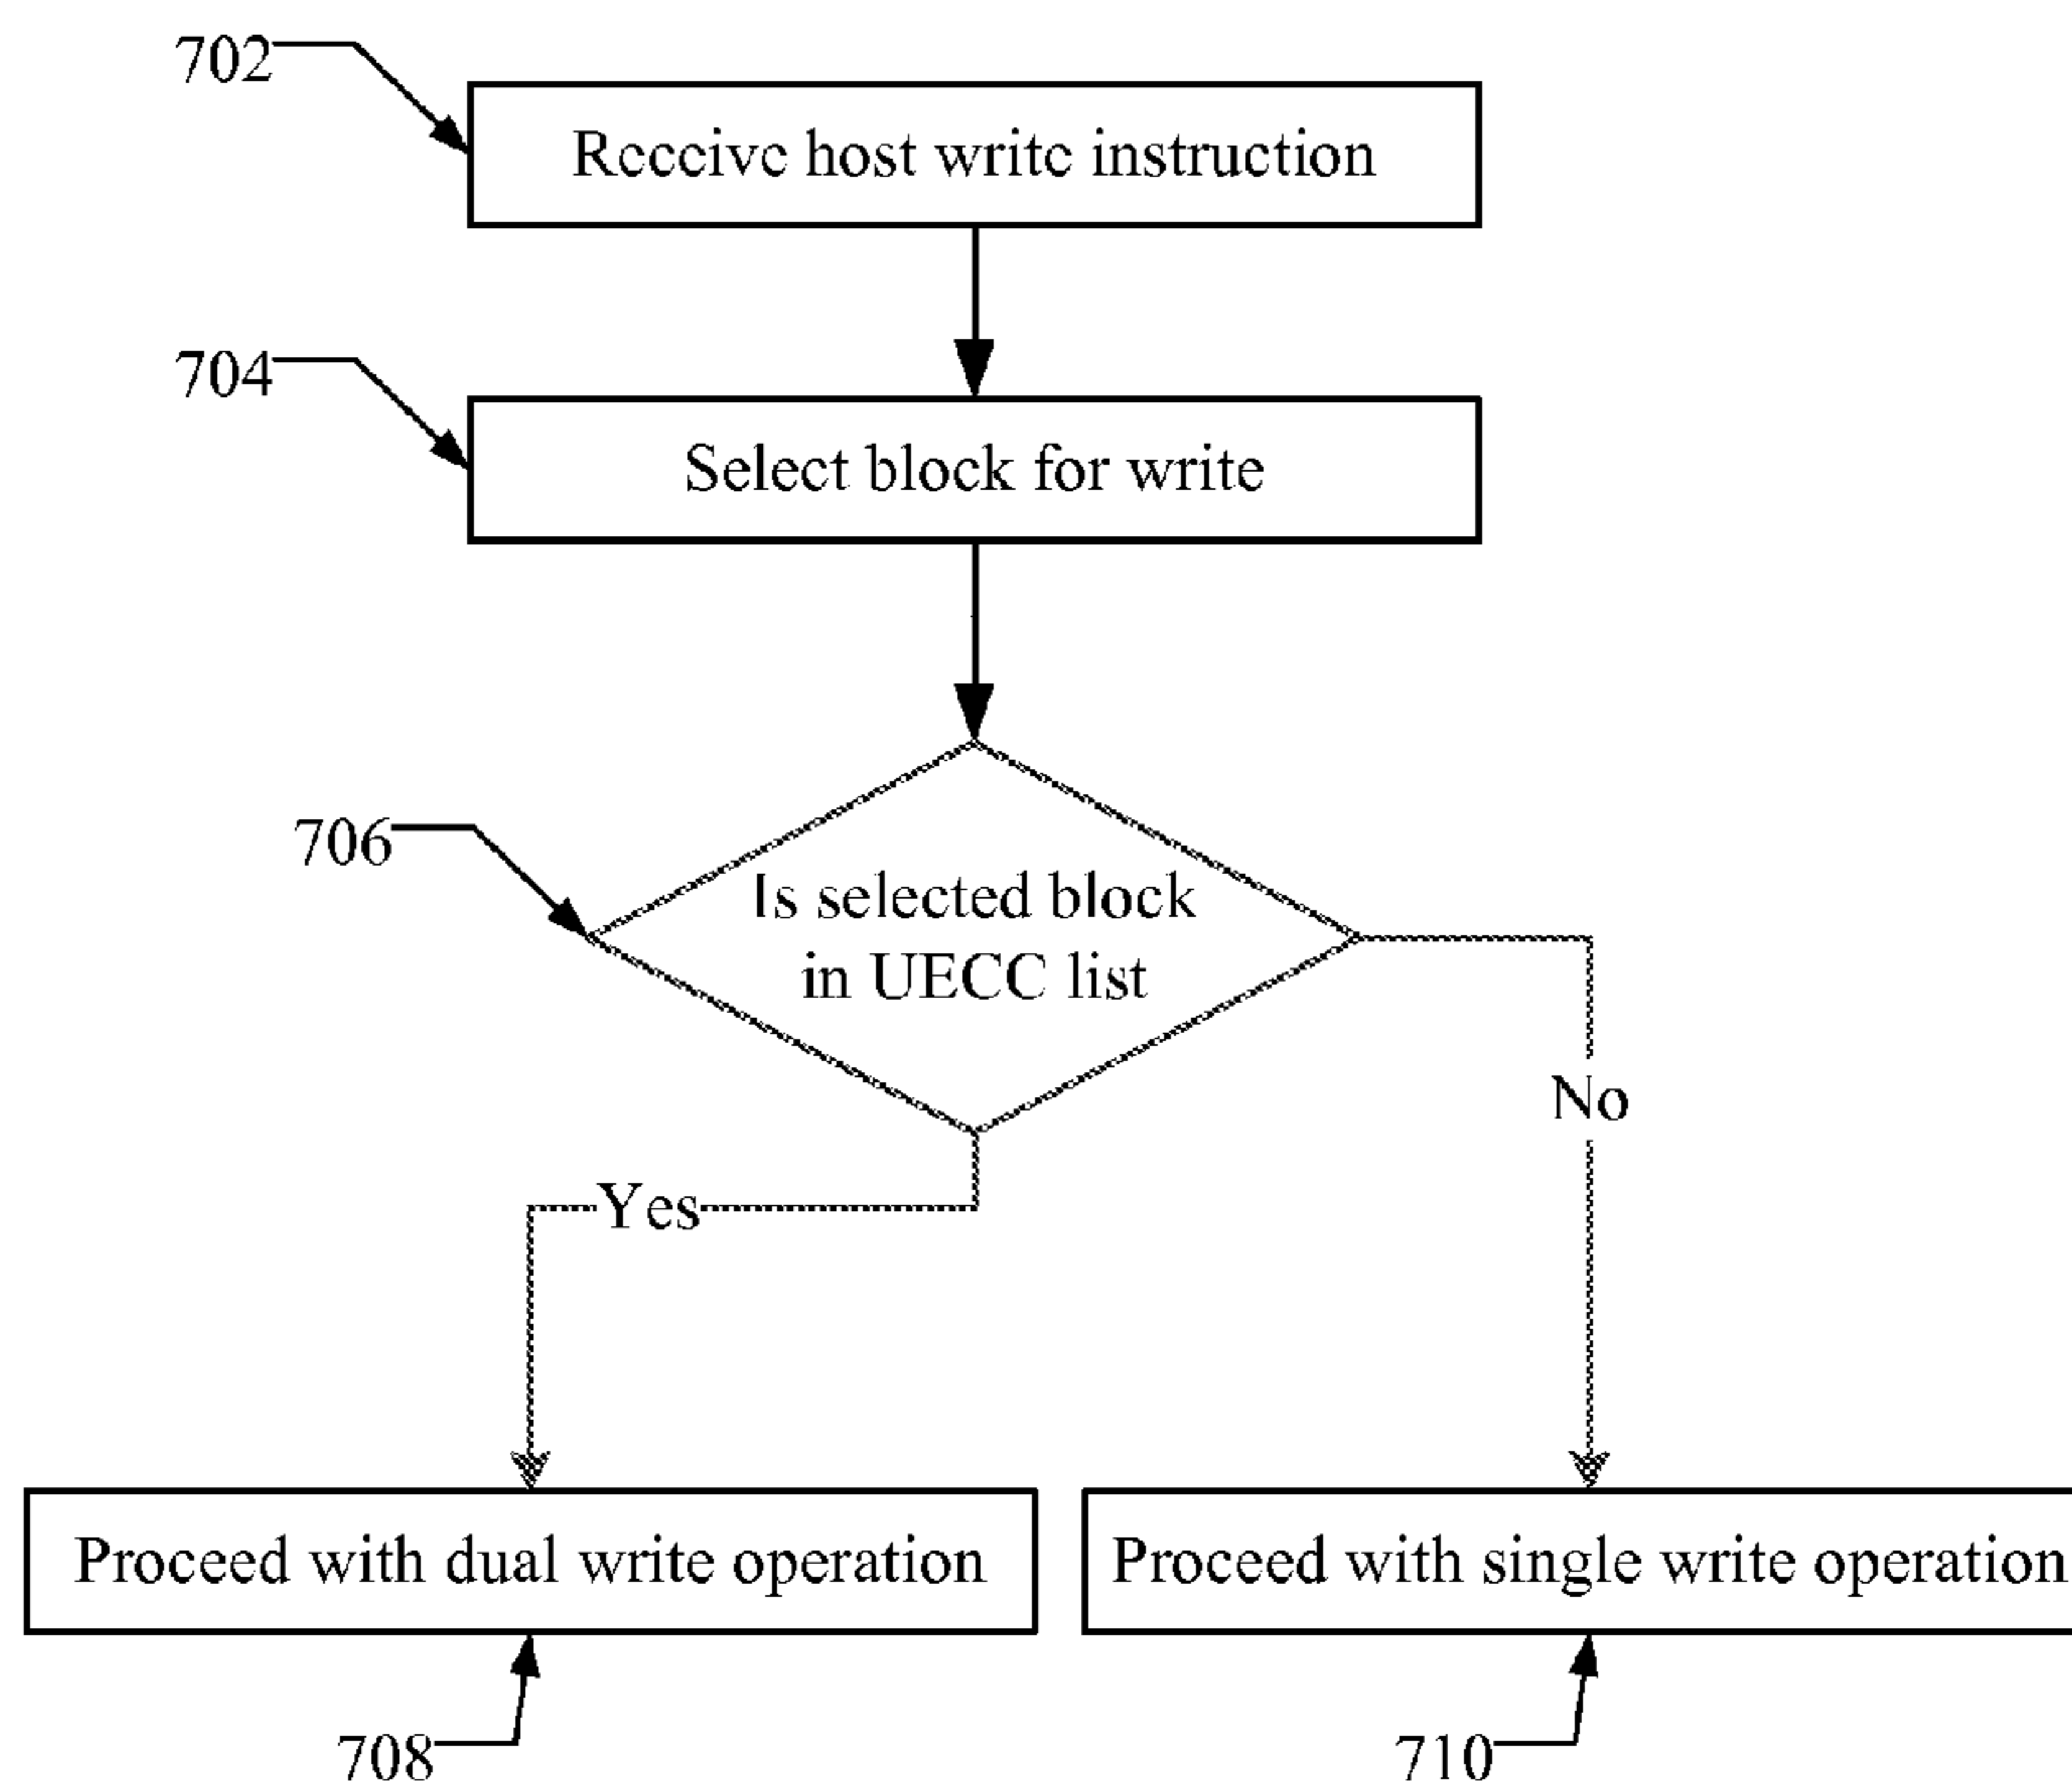 702
Receive host write instruction
704
Select block for write
706
Is selected block
in UECC list
No
Yes
Proceed with dual write operation
Proceed with single write operation
708
710